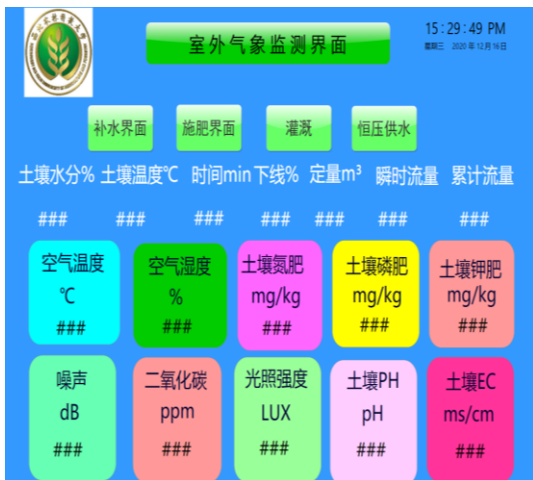 室外气象监测界面
15:29:49 PM
星期三 2020年12月16日
补水界面 施肥界面 灌溉 恒压供水
土壤水分% 土壤温度℃ 时间min 下线% 定量m³ 瞬时流量 累计流量
### ### ### ### ### ### ###
空气温度 空气湿度 土壤氮肥 土壤磷肥 土壤钾肥
℃ % mg/kg mg/kg mg/kg
### ### ### ### ###
噪声 二氧化碳 光照强度 土壤PH 土壤EC
dB ppm LUX pH ms/cm
### ### ### ### ###